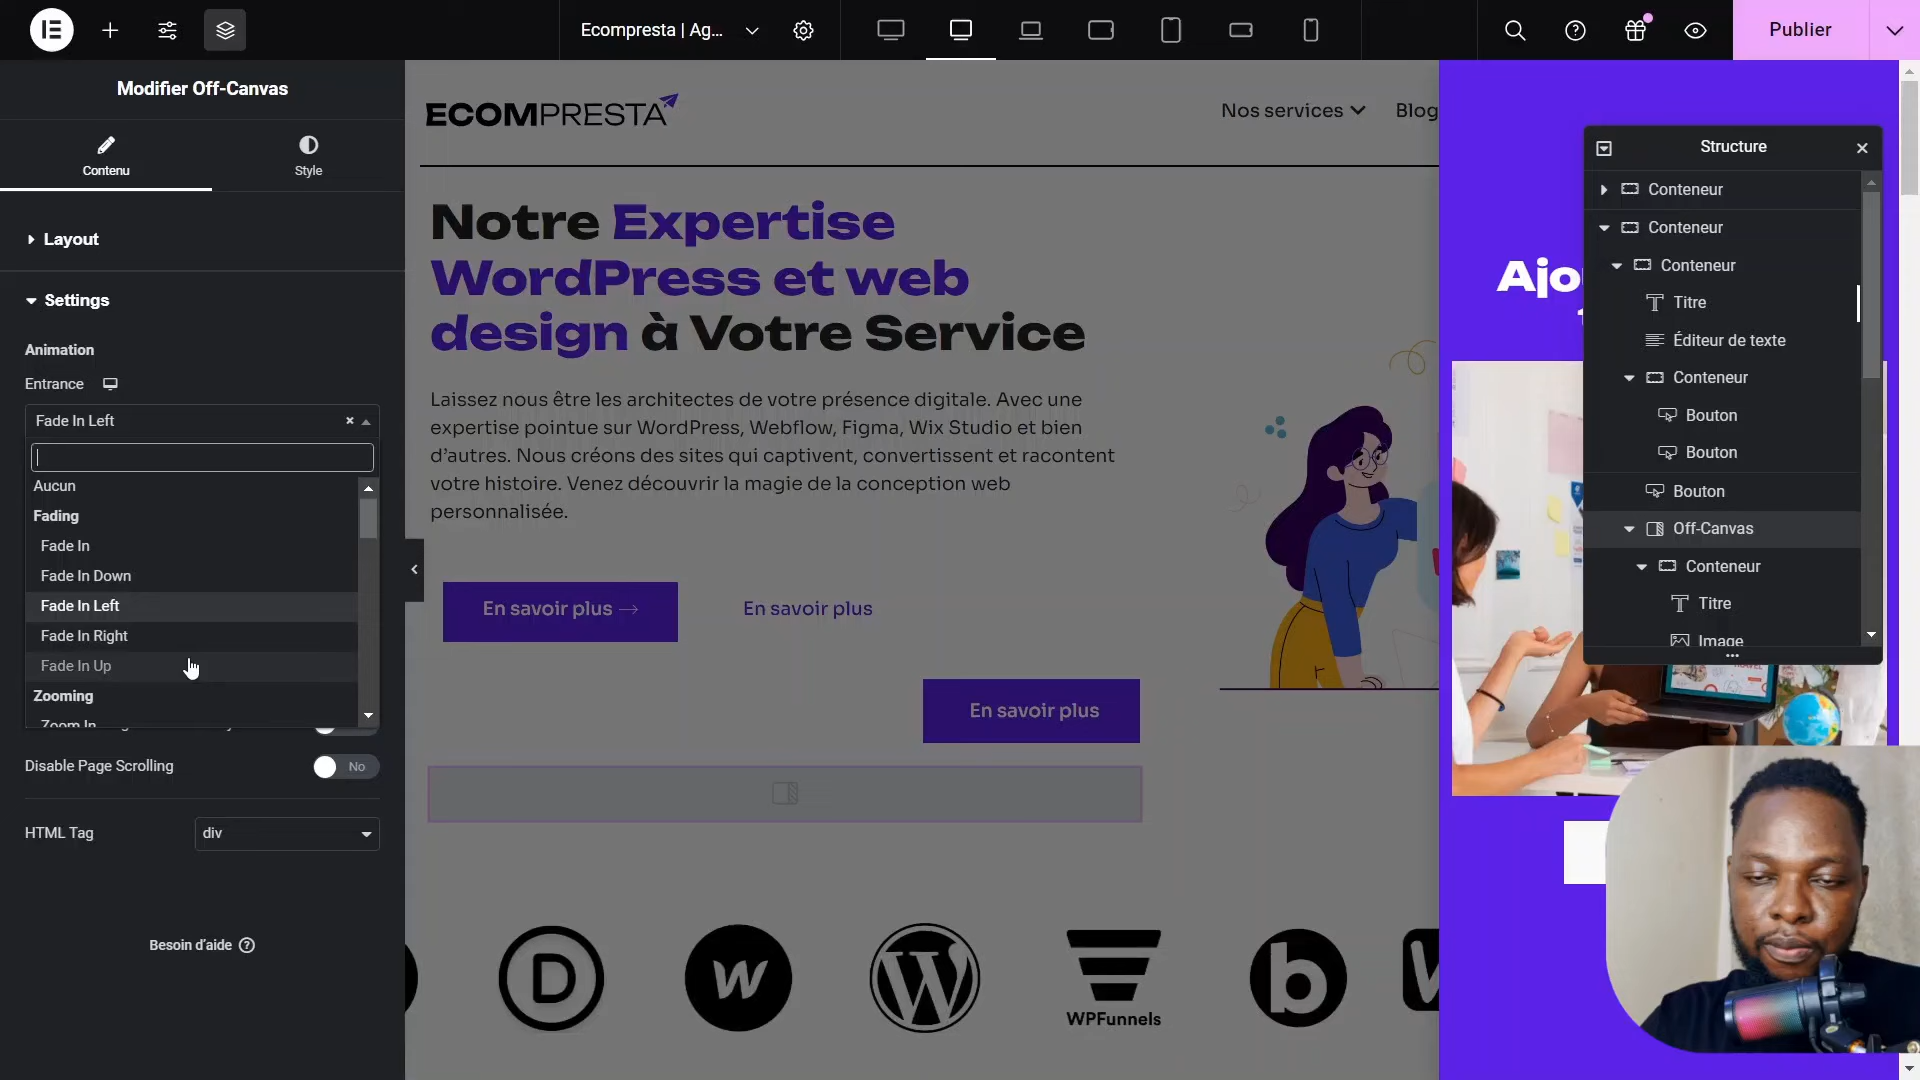 Ecompresta | Ag...
Publier
Modifier Off-Canvas
Contenu
Style
Layout
Settings
Animation
Entrance
Fade In Left
Aucun
Fading
Fade In
Fade In Down
Fade In Left
Fade In Right
Fade In Up
Zooming
Zoom In
Disable Page Scrolling
No
HTML Tag
div
Besoin d'aide
ECOMPRESTA
Nos services
Blog
Notre Expertise
WordPress et web
design à Votre Service
Laissez nous être les architectes de votre présence digitale. Avec une
expertise pointue sur WordPress, Webflow, Figma, Wix Studio et bien
d'autres. Nous créons des sites qui captivent, convertissent et racontent
votre histoire. Venez découvrir la magie de la conception web
personnalisée.
En savoir plus →
En savoir plus
En savoir plus
D
W
WPFunnels
b
Ajo
Structure
Conteneur
Conteneur
Conteneur
Titre
Éditeur de texte
Conteneur
Bouton
Bouton
Bouton
Off-Canvas
Conteneur
Titre
Image